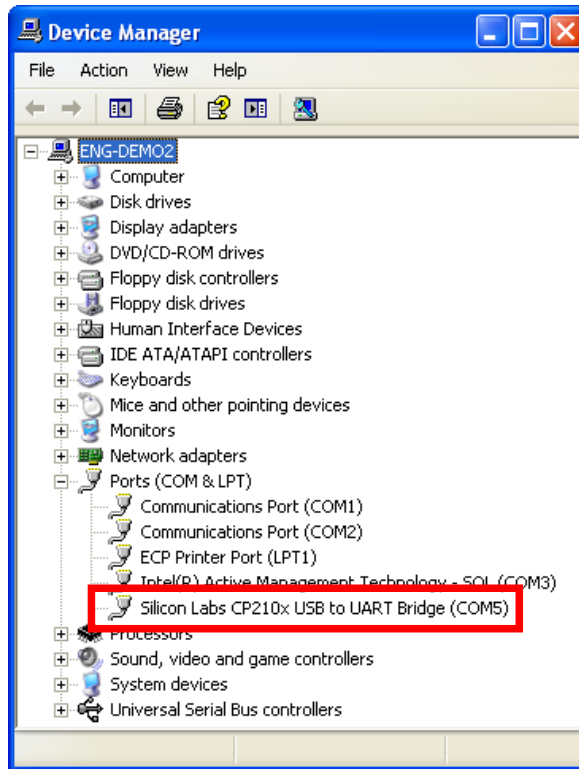 Device Manager
File Action View Help
ENG-DEMO2
Computer
Disk drives
Display adapters
DVD/CD-ROM drives
Floppy disk controllers
Floppy disk drives
Human Interface Devices
IDE ATA/ATAPI controllers
Keyboards
Mice and other pointing devices
Monitors
Network adapters
Ports (COM & LPT)
Communications Port (COM1)
Communications Port (COM2)
ECP Printer Port (LPT1)
Intel(R) Active Management Technology - SOL (COM3)
Silicon Labs CP210x USB to UART Bridge (COM5)
Processors
Sound, video and game controllers
System devices
Universal Serial Bus controllers